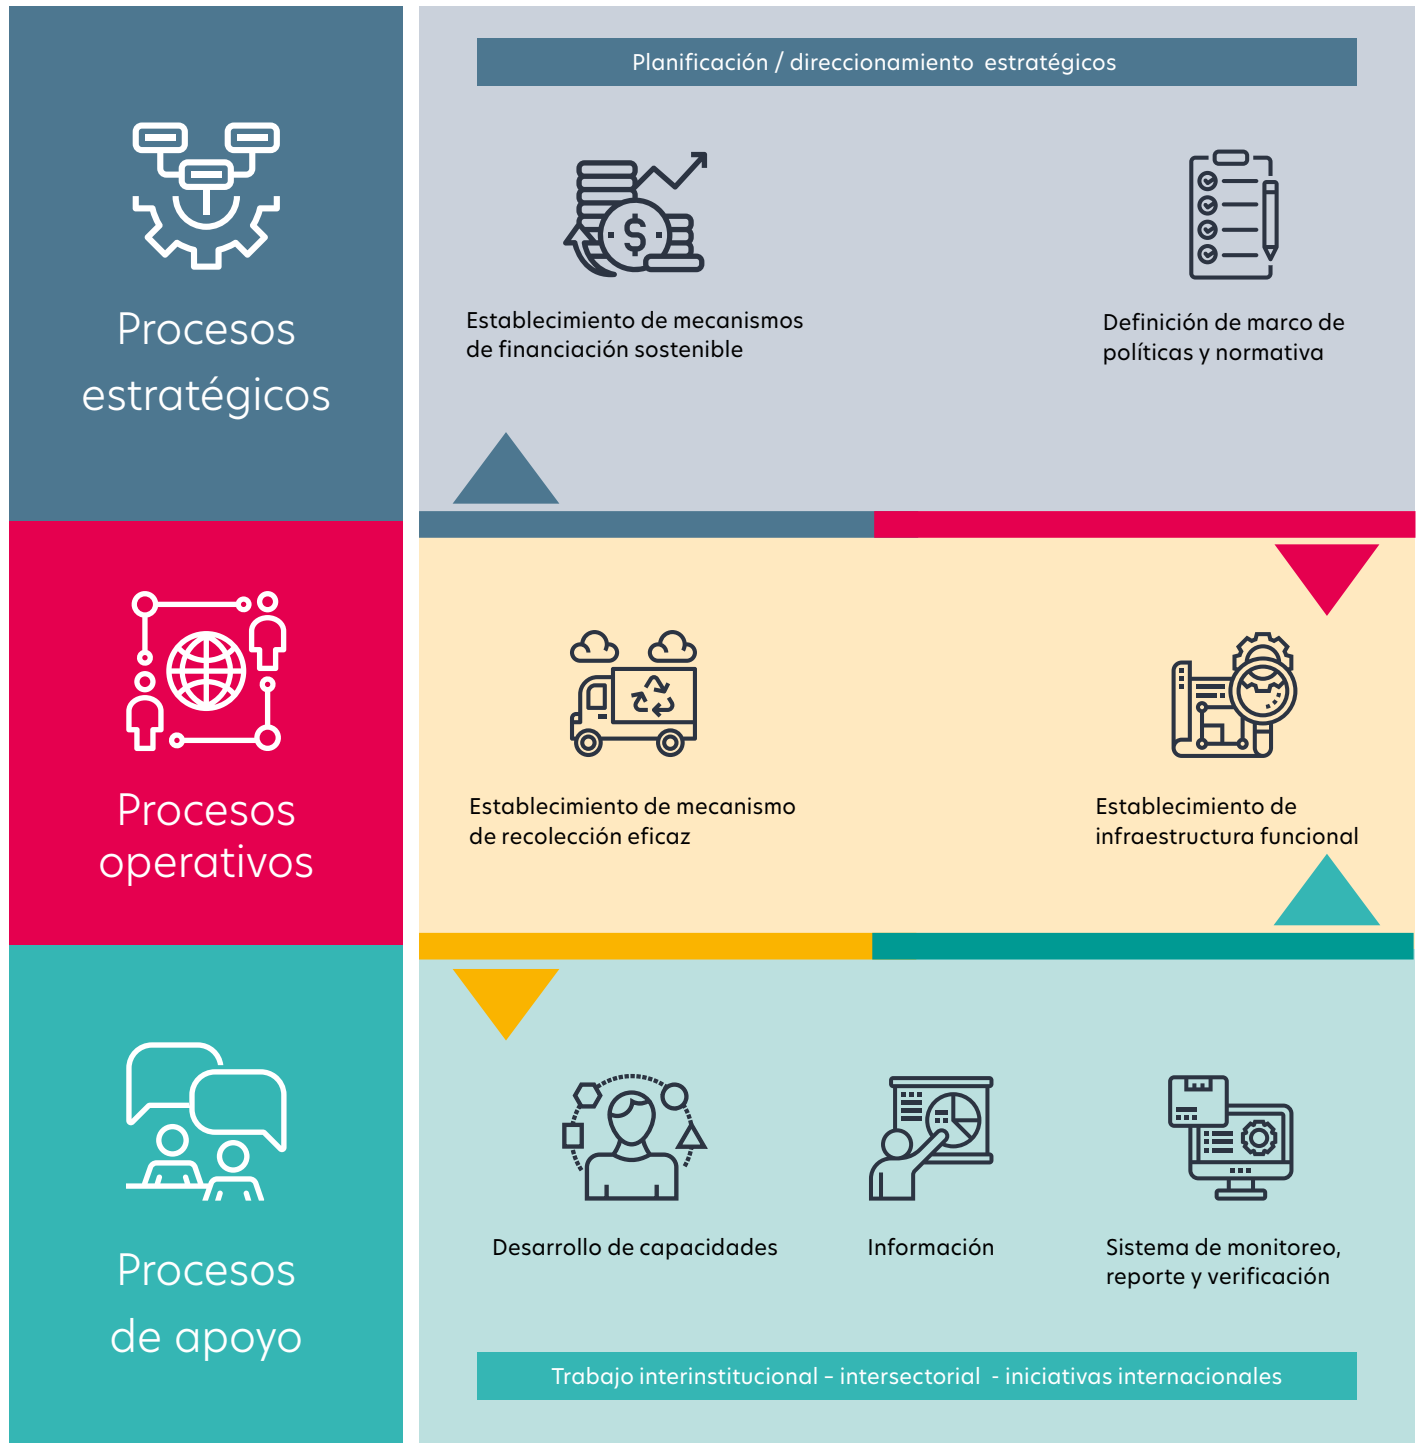 Procesos
estratégicos
Planificación / direccionamiento estratégicos
Establecimiento de mecanismos
de financiación sostenible
Definición de marco de
políticas y normativa
Procesos
operativos
Establecimiento de mecanismo
de recolección eficaz
Establecimiento de
infraestructura funcional
Procesos
de apoyo
Desarrollo de capacidades
Información
Sistema de monitoreo,
reporte y verificación
Trabajo interinstitucional – intersectorial - iniciativas internacionales